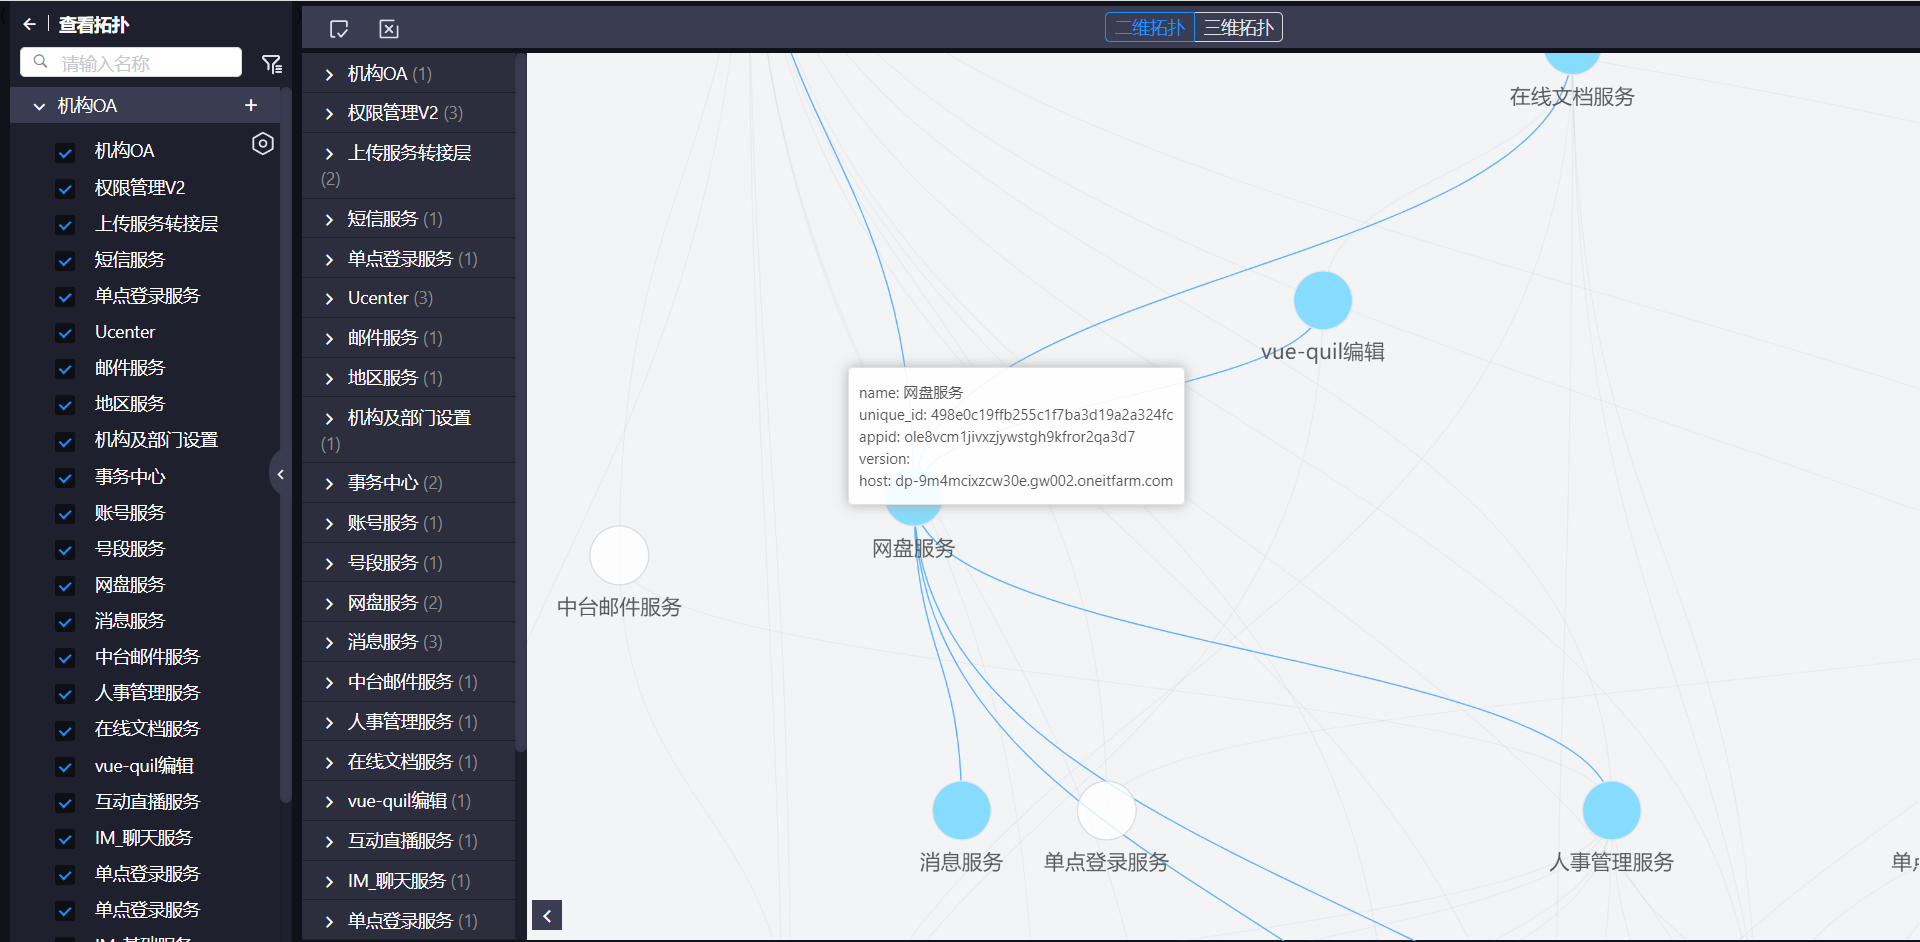 查看拓扑
请输入名称
机构OA
机构OA
权限管理V2
上传服务转接层
短信服务
单点登录服务
Ucenter
邮件服务
地区服务
机构及部门设置
事务中心
账号服务
号段服务
网盘服务
消息服务
中台邮件服务
人事管理服务
在线文档服务
vue-quil编辑
互动直播服务
IM_聊天服务
单点登录服务
单点登录服务
IM_基础服务
二维拓扑 三维拓扑
机构OA (1)
权限管理V2 (3)
上传服务转接层
(2)
短信服务 (1)
单点登录服务 (1)
Ucenter (3)
邮件服务 (1)
地区服务 (1)
机构及部门设置
(1)
事务中心 (2)
账号服务 (1)
号段服务 (1)
网盘服务 (2)
消息服务 (3)
中台邮件服务 (1)
人事管理服务 (1)
在线文档服务 (1)
vue-quil编辑 (1)
互动直播服务 (1)
IM_聊天服务 (1)
单点登录服务 (1)
在线文档服务
vue-quil编辑
name: 网盘服务
unique_id: 498e0c19ffb255c1f7ba3d19a2a324fc
appid: ole8vcm1jivxzjywstgh9kfror2qa3d7
version:
host: dp-9m4mcixzcw30e.gw002.oneitfarm.com
网盘服务
中台邮件服务
消息服务
单点登录服务
人事管理服务
单